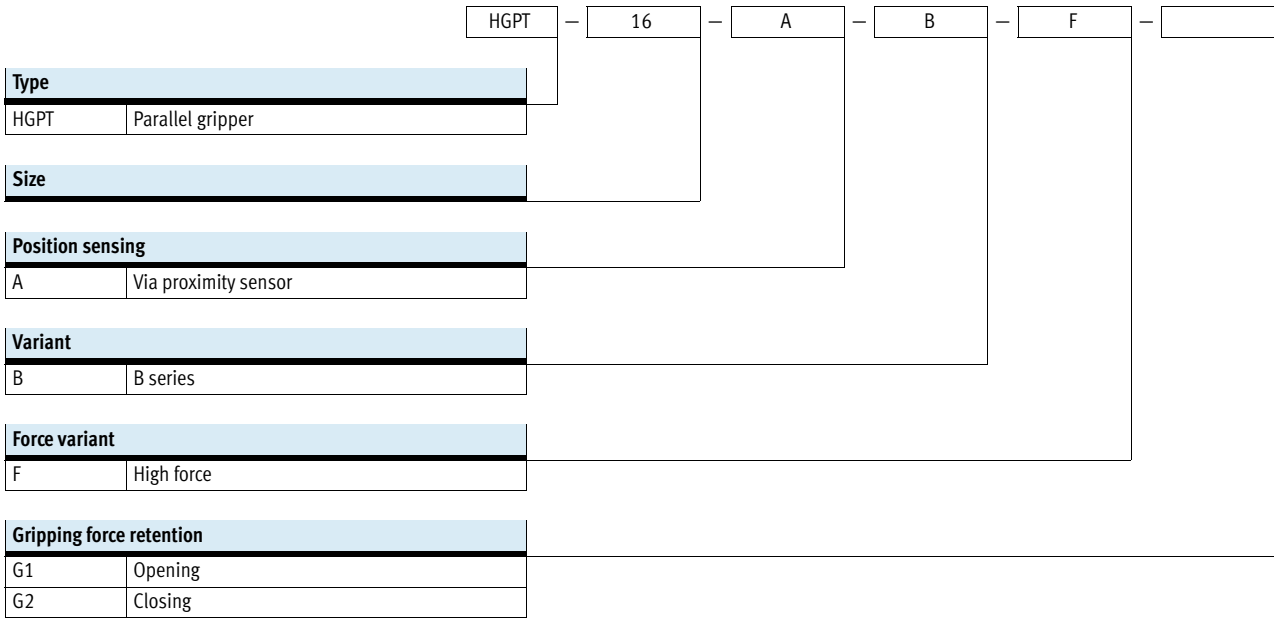 HGPT — 16 — A — B — F —
Type
HGPT Parallel gripper
Size
Position sensing
A Via proximity sensor
Variant
B B series
Force variant
F High force
Gripping force retention
G1 Opening
G2 Closing